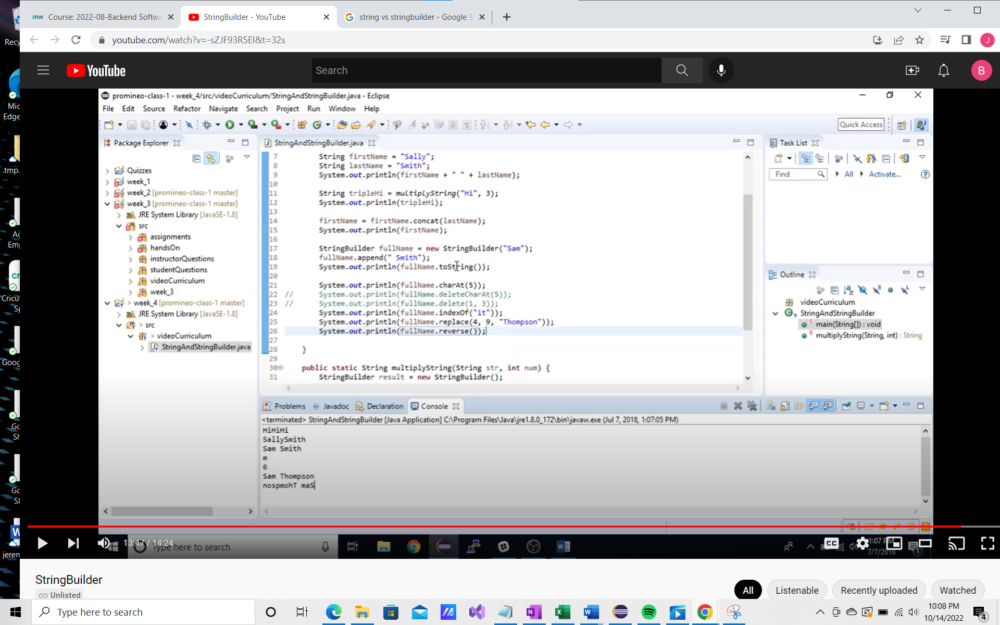 Course: 2022-08-Backend Softwa
StringBuilder - YouTube
string vs stringbuilder - Google S
youtube.com/watch?v=-sZJF93R5EI&t=32s
J
YouTube
Search
B
promineo-class-1 - week_4/src/videoCurriculum/StringAndStringBuilder.java - Eclipse
File Edit Source Refactor Navigate Search Project Run Window Help
Quick Access
Package Explorer
Quizzes
week_1
week_2 [promineo-class-1 master]
week_3 [promineo-class-1 master]
JRE System Library [JavaSE-1.8]
src
assignments
handsOn
instructorQuestions
studentQuestions
videoCurriculum
week_3
> week_4 [promineo-class-1 master]
JRE System Library [JavaSE-1.8]
> src
> videoCurriculum
StringAndStringBuilder.java
StringAndStringBuilder.java
7 String firstName = "Sally";
8 String lastName = "Smith";
9 System.out.println(firstName + " " + lastName);
10
11 String tripleHi = multiplyString("Hi", 3);
12 System.out.println(tripleHi);
13
14 firstName = firstName.concat(lastName);
15 System.out.println(firstName);
16
17 StringBuilder fullName = new StringBuilder("Sam");
18 fullName.append(" Smith");
19 System.out.println(fullName.toString());
20
21 System.out.println(fullName.charAt(5));
22 // System.out.println(fullName.deleteCharAt(5));
23 // System.out.println(fullName.delete(1, 3));
24 System.out.println(fullName.indexOf("it"));
25 System.out.println(fullName.replace(4, 9, "Thompson"));
26 System.out.println(fullName.reverse());
27
28 }
29
30 public static String multiplyString(String str, int num) {
31 StringBuilder result = new StringBuilder();
Task List
Find All Activate...
Outline
videoCurriculum
StringAndStringBuilder
main(String[]) : void
multiplyString(String, int) : String
Problems Javadoc Declaration Console
<terminated> StringAndStringBuilder [Java Application] C:\Program Files\Java\jre1.8.0_172\bin\javaw.exe (Jul 7, 2018, 1:07:05 PM)
HiHiHi
SallySmith
Sam Smith
m
6
Sam Thompson
nospmohT maS
13:47 / 14:24
Type here to search
1:07 PM
7/7/2018
StringBuilder
Unlisted
All Listenable Recently uploaded Watched
Type here to search
10:08 PM
10/14/2022
4
Recy
Mic
Edge
.tmp.
Ac
Emp
Cricut
Sp
Goog
Go
Sh
Go
Sl
jerem